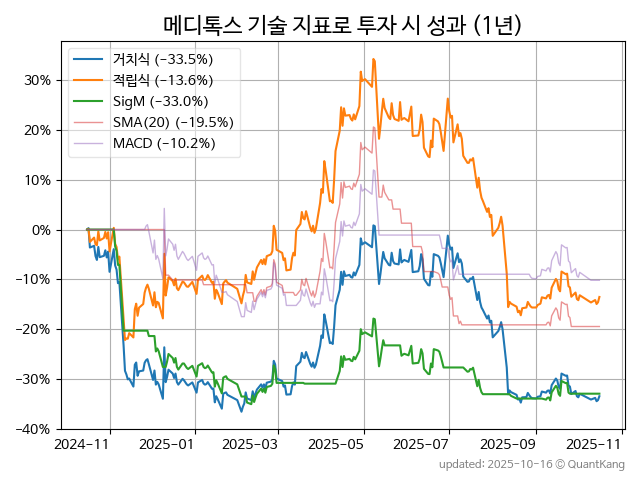 메디톡스 기술 지표로 투자 시 성과 (1년)
거치식 (−33.5%)
적립식 (−13.6%)
SigM (−33.0%)
SMA(20) (−19.5%)
MACD (−10.2%)
30%
20%
10%
0%
−10%
−20%
−30%
−40%
2024-11 2025-01 2025-03 2025-05 2025-07 2025-09 2025-11
updated: 2025-10-16 © QuantKang